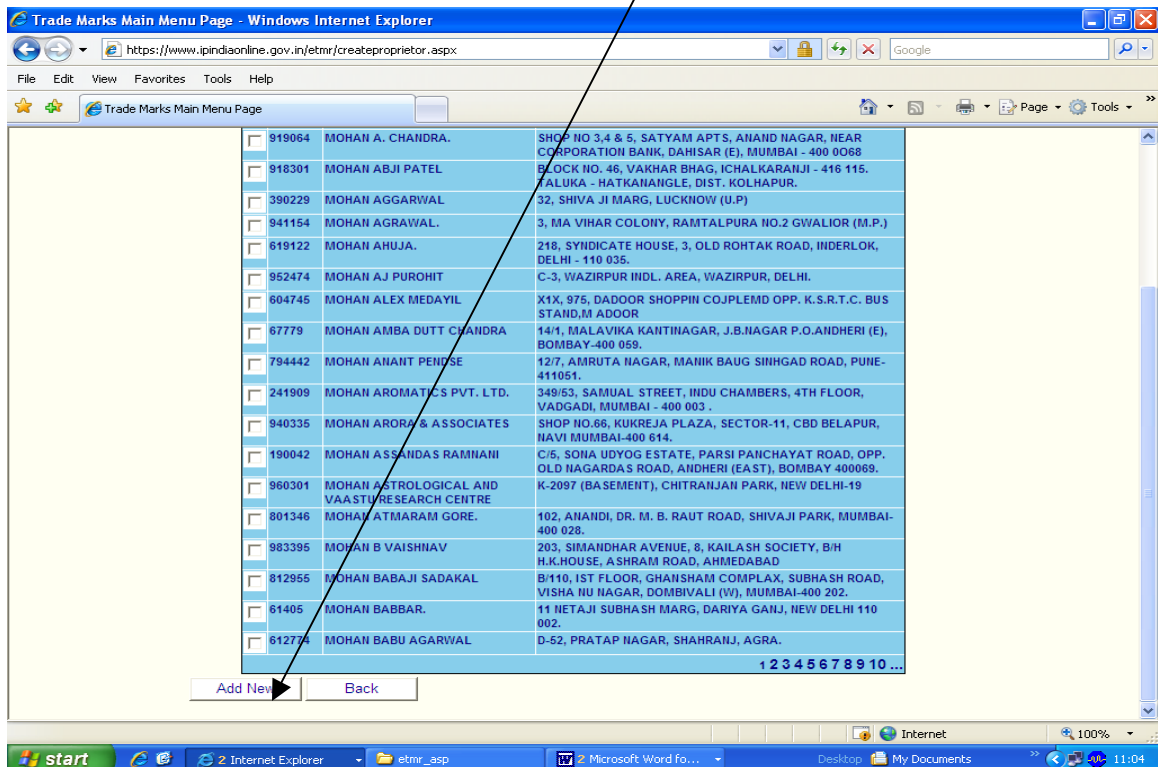 Trade Marks Main Menu Page - Windows Internet Explorer
https://www.ipindiaonline.gov.in/etmr/createproprietor.aspx
Google
File Edit View Favorites Tools Help
Trade Marks Main Menu Page
Page Tools »
919064 MOHAN A. CHANDRA. SHOP NO 3,4 & 5, SATYAM APTS, ANAND NAGAR, NEAR
CORPORATION BANK, DAHISAR (E), MUMBAI - 400 0O68
918301 MOHAN ABJI PATEL BLOCK NO. 46, VAKHAR BHAG, ICHALKARANJI - 416 115.
TALUKA - HATKANANGLE, DIST. KOLHAPUR.
390229 MOHAN AGGARWAL 32, SHIVA JI MARG, LUCKNOW (U.P)
941154 MOHAN AGRAWAL. 3, MA VIHAR COLONY, RAMTALPURA NO.2 GWALIOR (M.P.)
619122 MOHAN AHUJA. 218, SYNDICATE HOUSE, 3, OLD ROHTAK ROAD, INDERLOK,
DELHI - 110 035.
952474 MOHAN AJ PUROHIT C-3, WAZIRPUR INDL. AREA, WAZIRPUR, DELHI.
604745 MOHAN ALEX MEDAYIL X1X, 975, DADOOR SHOPPIN COJPLEMD OPP. K.S.R.T.C. BUS
STAND,M ADOOR
67779 MOHAN AMBA DUTT CHANDRA 14/1, MALAVIKA KANTINAGAR, J.B.NAGAR P.O.ANDHERI (E),
BOMBAY-400 059.
794442 MOHAN ANANT PENDSE 12/7, AMRUTA NAGAR, MANIK BAUG SINHGAD ROAD, PUNE-
411051.
241909 MOHAN AROMATICS PVT. LTD. 349/53, SAMUAL STREET, INDU CHAMBERS, 4TH FLOOR,
VADGADI, MUMBAI - 400 003 .
940335 MOHAN ARORA & ASSOCIATES SHOP NO.66, KUKREJA PLAZA, SECTOR-11, CBD BELAPUR,
NAVI MUMBAI-400 614.
190042 MOHAN ASSANDAS RAMNANI C/5, SONA UDYOG ESTATE, PARSI PANCHAYAT ROAD, OPP.
OLD NAGARDAS ROAD, ANDHERI (EAST), BOMBAY 400069.
960301 MOHAN ASTROLOGICAL AND K-2097 (BASEMENT), CHITRANJAN PARK, NEW DELHI-19
VAASTU RESEARCH CENTRE
801346 MOHAN ATMARAM GORE. 102, ANANDI, DR. M. B. RAUT ROAD, SHIVAJI PARK, MUMBAI-
400 028.
983395 MOHAN B VAISHNAV 203, SIMANDHAR AVENUE, 8, KAILASH SOCIETY, B/H
H.K.HOUSE, ASHRAM ROAD, AHMEDABAD
812955 MOHAN BABAJI SADAKAL B/110, IST FLOOR, GHANSHAM COMPLAX, SUBHASH ROAD,
VISHA NU NAGAR, DOMBIVALI (W), MUMBAI-400 202.
61405 MOHAN BABBAR. 11 NETAJI SUBHASH MARG, DARIYA GANJ, NEW DELHI 110
002.
612774 MOHAN BABU AGARWAL D-52, PRATAP NAGAR, SHAHRANJ, AGRA.
1 2 3 4 5 6 7 8 9 10 ...
Add New Back
Internet 100%
start 2 Internet Explorer etmr_asp 2 Microsoft Word fo... Desktop My Documents » 11:04